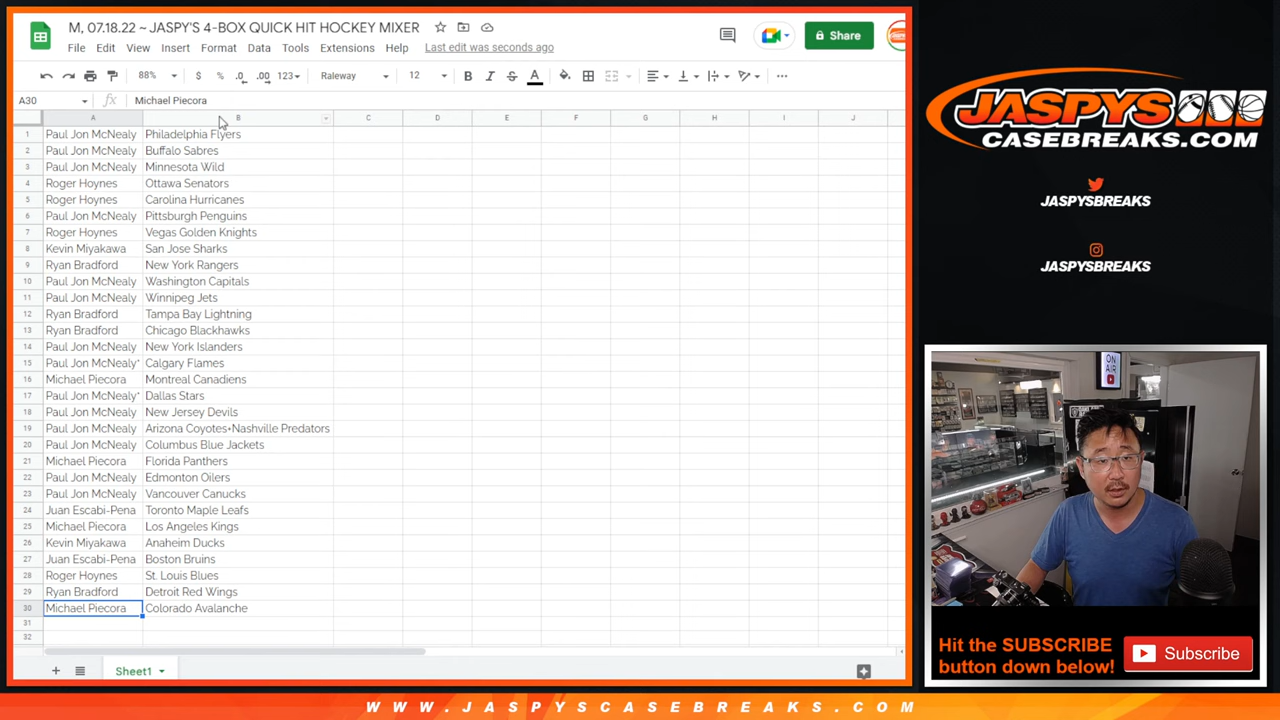 M, 07.18.22 ~ JASPY'S 4-BOX QUICK HIT HOCKEY MIXER
File Edit View Insert Format Data Tools Extensions Help Last edit was seconds ago
Share
88% $ % .0 .00 123 Raleway 12 B I S A
A30 fx Michael Piecora
A B C D E F G H I J
1 Paul Jon McNealy Philadelphia Flyers
2 Paul Jon McNealy Buffalo Sabres
3 Paul Jon McNealy Minnesota Wild
4 Roger Hoynes Ottawa Senators
5 Roger Hoynes Carolina Hurricanes
6 Paul Jon McNealy Pittsburgh Penguins
7 Roger Hoynes Vegas Golden Knights
8 Kevin Miyakawa San Jose Sharks
9 Ryan Bradford New York Rangers
10 Paul Jon McNealy Washington Capitals
11 Paul Jon McNealy Winnipeg Jets
12 Ryan Bradford Tampa Bay Lightning
13 Ryan Bradford Chicago Blackhawks
14 Paul Jon McNealy New York Islanders
15 Paul Jon McNealy* Calgary Flames
16 Michael Piecora Montreal Canadiens
17 Paul Jon McNealy* Dallas Stars
18 Paul Jon McNealy New Jersey Devils
19 Paul Jon McNealy Arizona Coyotes+Nashville Predators
20 Paul Jon McNealy Columbus Blue Jackets
21 Michael Piecora Florida Panthers
22 Paul Jon McNealy Edmonton Oilers
23 Paul Jon McNealy Vancouver Canucks
24 Juan Escabi-Pena Toronto Maple Leafs
25 Michael Piecora Los Angeles Kings
26 Kevin Miyakawa Anaheim Ducks
27 Juan Escabi-Pena Boston Bruins
28 Roger Hoynes St. Louis Blues
29 Ryan Bradford Detroit Red Wings
30 Michael Piecora Colorado Avalanche
31
32
Sheet1
JASPYS
CASEBREAKS.COM
JASPYSBREAKS
JASPYSBREAKS
ON
AIR
Hit the SUBSCRIBE
button down below!
Subscribe
WWW.JASPYSCASEBREAKS.COM